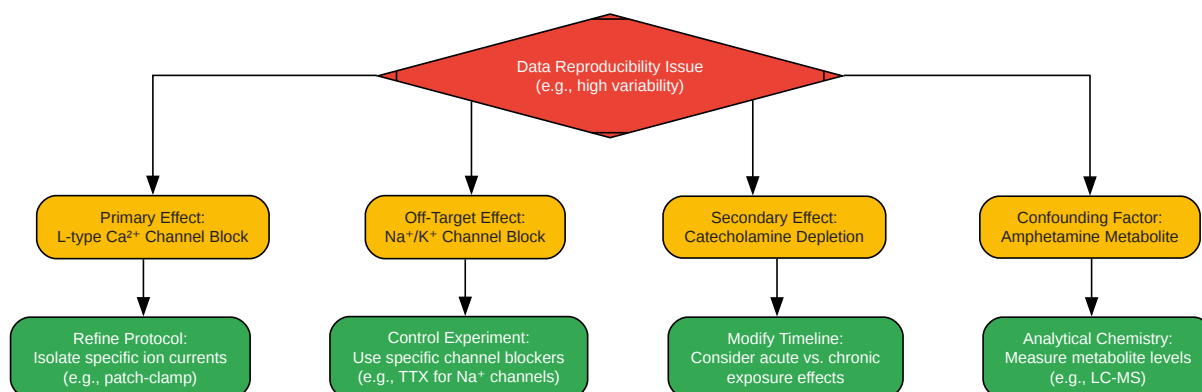 Data Reproducibility Issue
(e.g., high variability)
Primary Effect:
L-type Ca²⁺ Channel Block
Off-Target Effect:
Na⁺/K⁺ Channel Block
Secondary Effect:
Catecholamine Depletion
Confounding Factor:
Amphetamine Metabolite
Refine Protocol:
Isolate specific ion currents
(e.g., patch-clamp)
Control Experiment:
Use specific channel blockers
(e.g., TTX for Na⁺ channels)
Modify Timeline:
Consider acute vs. chronic
exposure effects
Analytical Chemistry:
Measure metabolite levels
(e.g., LC-MS)